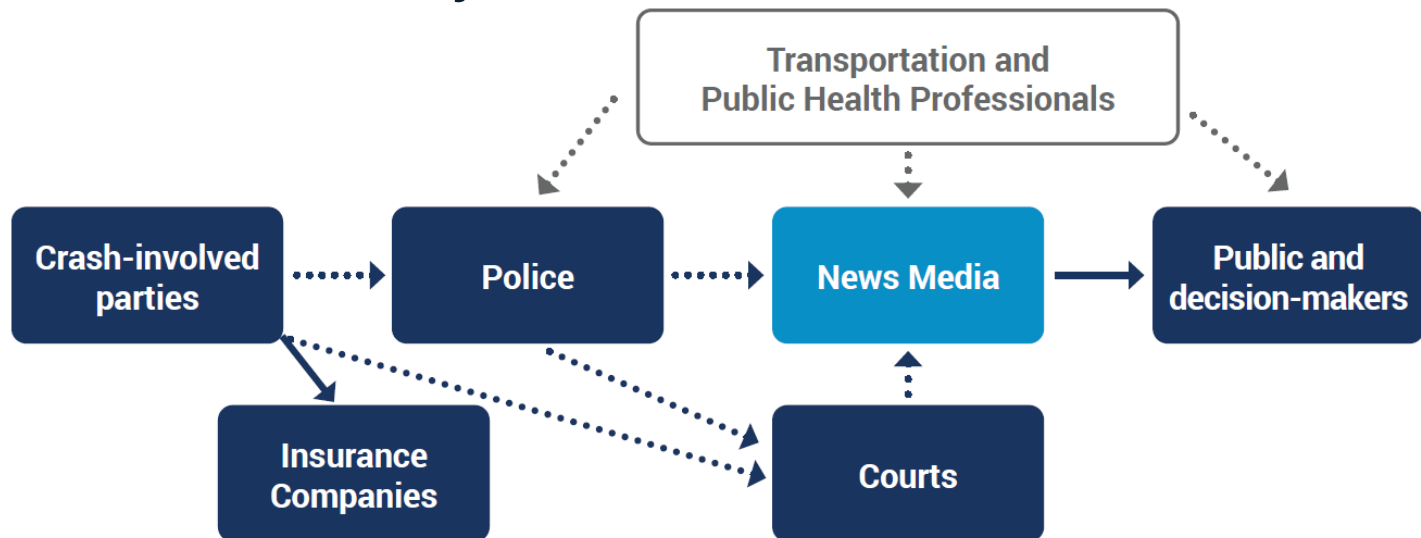 Transportation and
Public Health Professionals
Crash-involved
parties
Police
News Media
Public and
decision-makers
Insurance
Companies
Courts